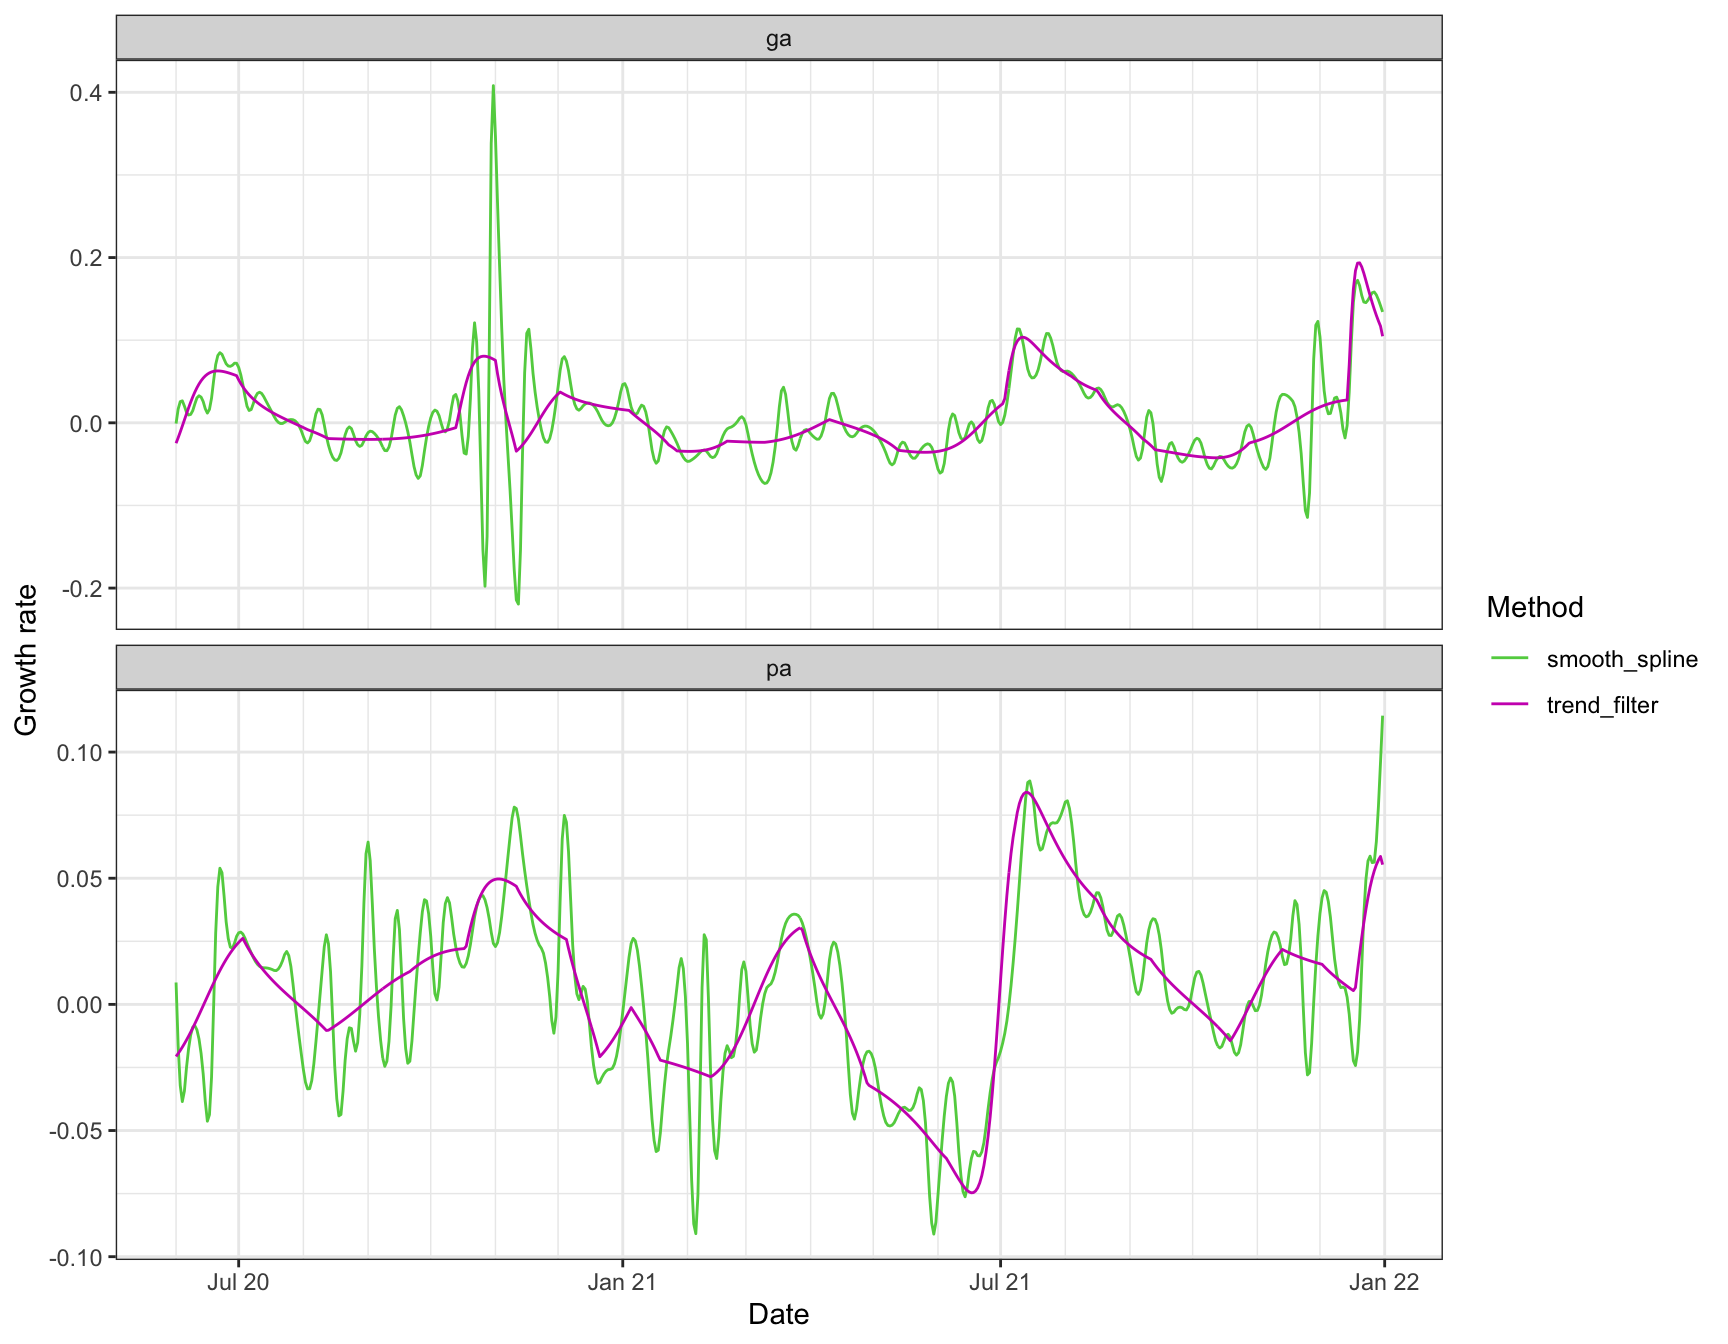 ga
0.4
0.2
0.0
-0.2
pa
0.10
0.05
0.00
-0.05
-0.10
Growth rate
Jul 20
Jan 21
Jul 21
Jan 22
Date
Method
smooth_spline
trend_filter